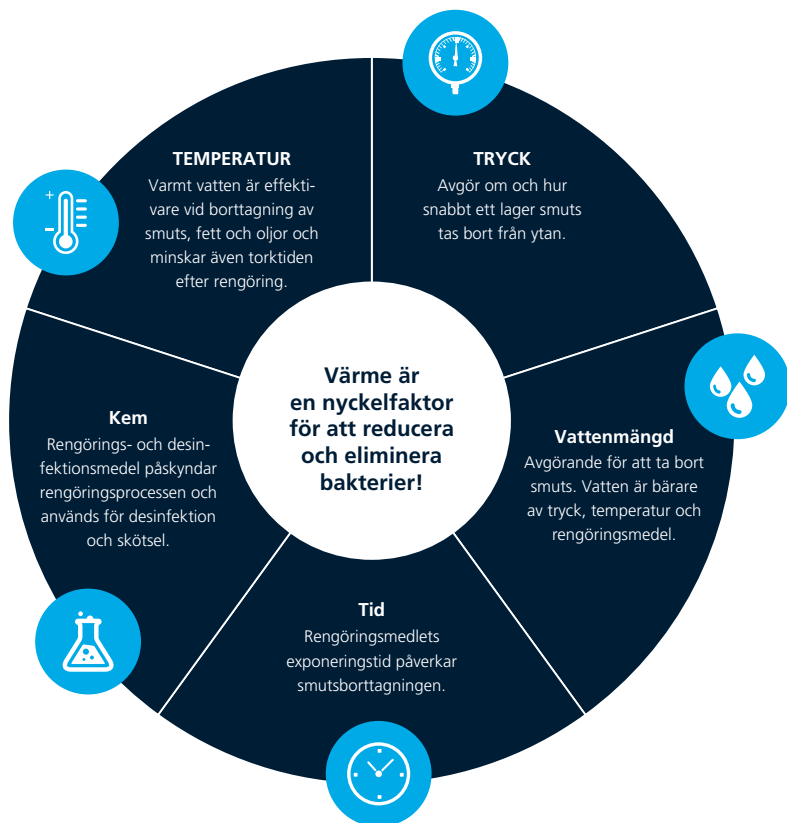 TEMPERATUR
Varmt vatten är effekti-
vare vid borttagning av
smuts, fett och oljor och
minskar även torktiden
efter rengöring.
TRYCK
Avgör om och hur
snabbt ett lager smuts
tas bort från ytan.
Värme är
en nyckelfaktor
för att reducera
och eliminera
bakterier!
Kem
Rengörings- och desin-
fektionsmedel påskyndar
rengöringsprocessen och
används för desinfektion
och skötsel.
Vattenmängd
Avgörande för att ta bort
smuts. Vatten är bärare
av tryck, temperatur och
rengöringsmedel.
Tid
Rengöringsmedlets
exponeringstid påverkar
smutsborttagningen.